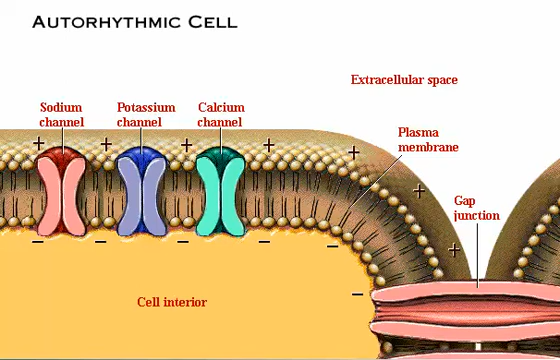 AUTORHYTHMIC CELL
Extracellular space
Sodium
channel
Potassium
channel
Calcium
channel
Plasma
membrane
Gap
junction
Cell interior